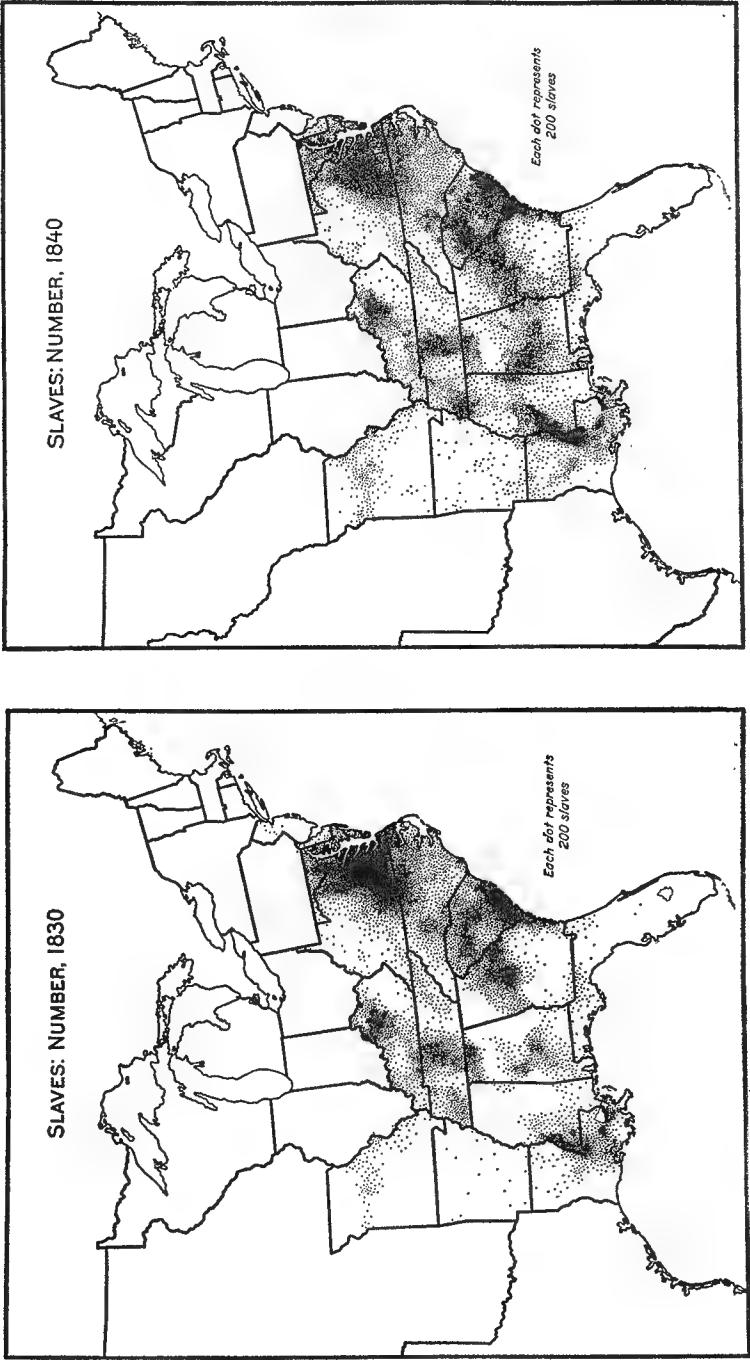 SLAVES: NUMBER, 1840
Each dot represents
200 slaves
SLAVES: NUMBER, 1830
Each dot represents
200 slaves